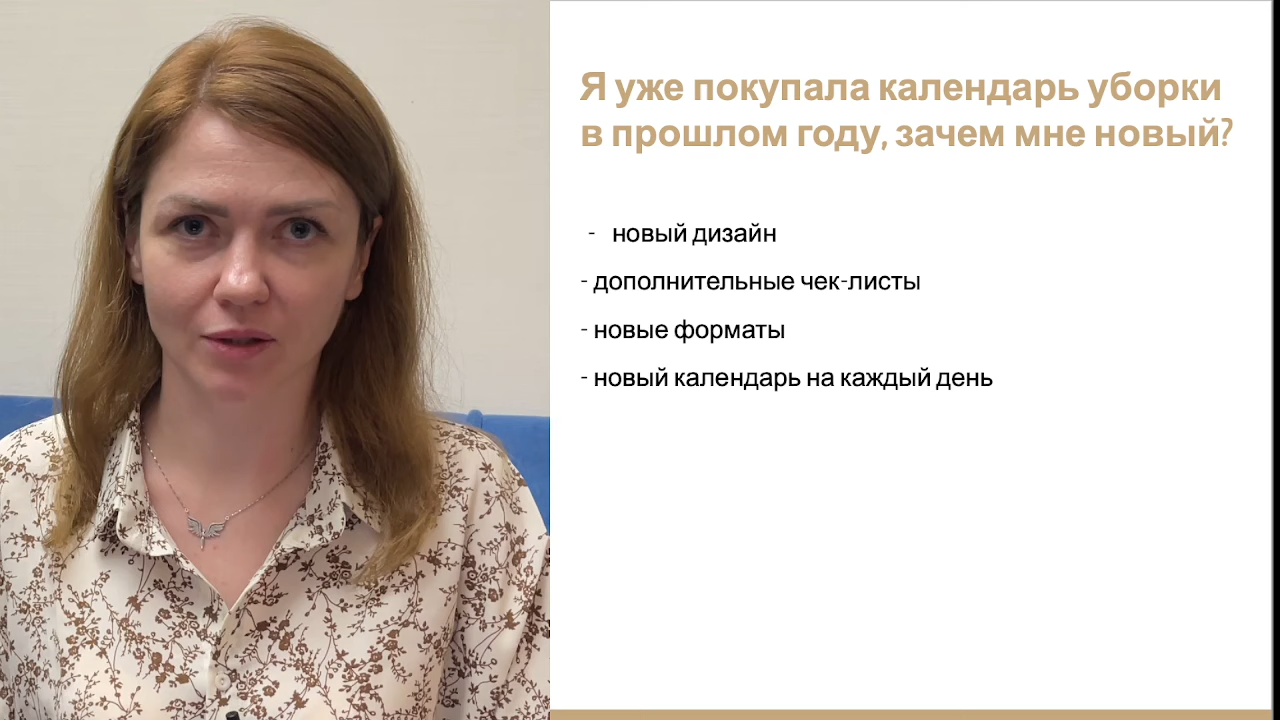 Я уже покупала календарь уборки
в прошлом году, зачем мне новый?
- новый дизайн
- дополнительные чек-листы
- новые форматы
- новый календарь на каждый день